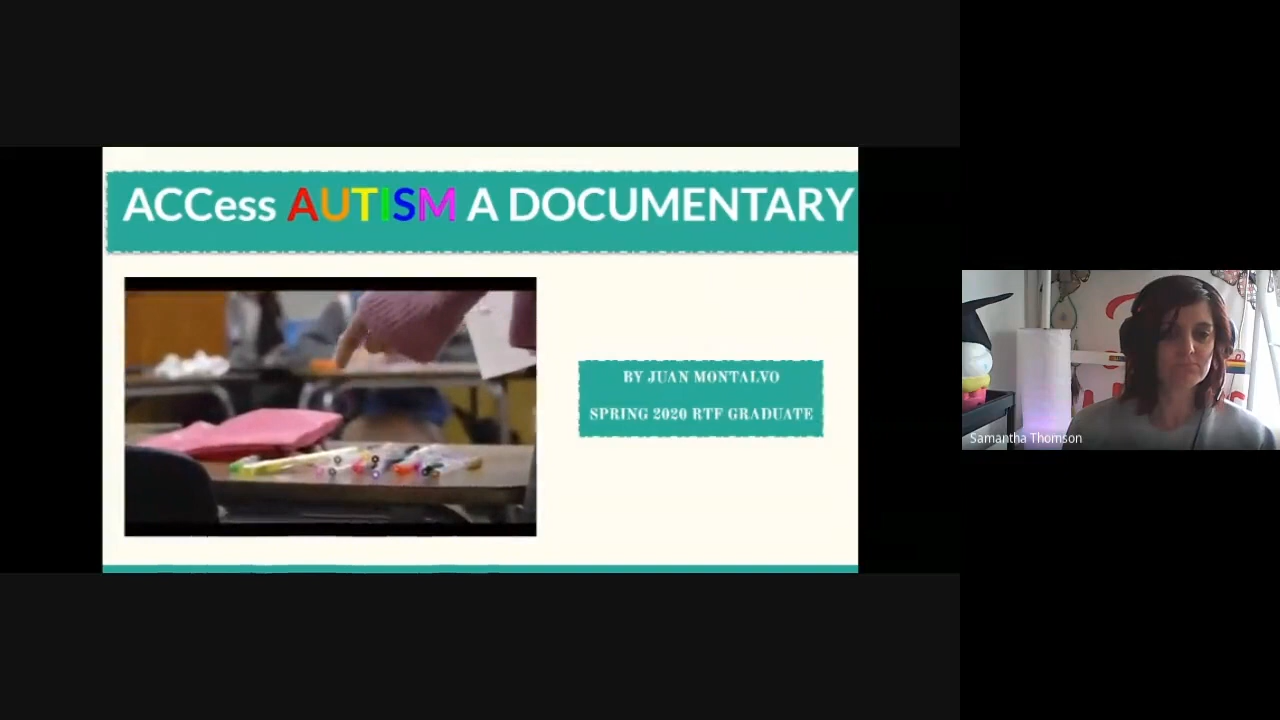 ACCess AUTISM A DOCUMENTARY
BY JUAN MONTALVO
SPRING 2020 RTF GRADUATE
Samantha Thomson